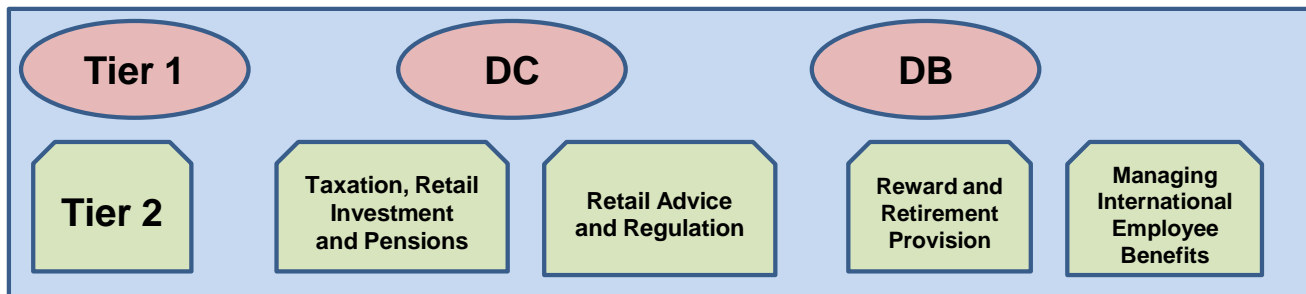 Tier 1
DC
DB
Tier 2
Taxation, Retail
Investment
and Pensions
Retail Advice
and Regulation
Reward and
Retirement
Provision
Managing
International
Employee
Benefits